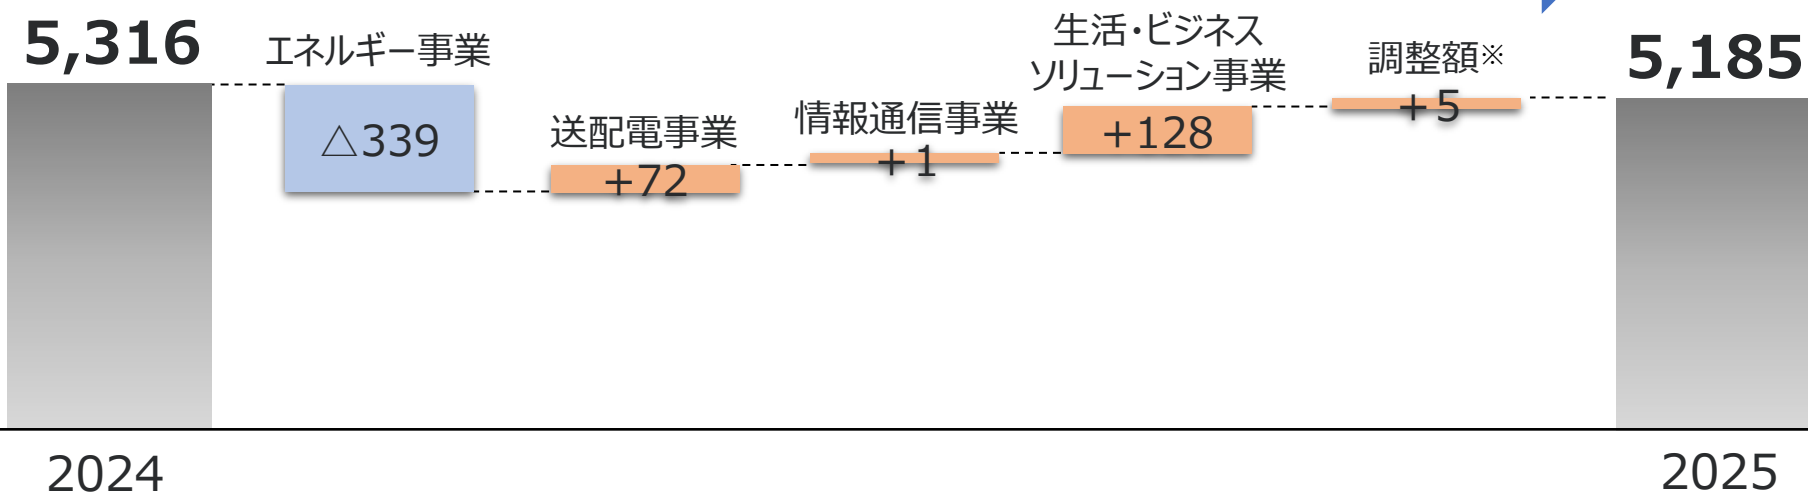 5,316
エネルギー事業
△339
送配電事業
+72
情報通信事業
+1
生活・ビジネス
ソリューション事業
+128
調整額※
+5
5,185
2024
2025